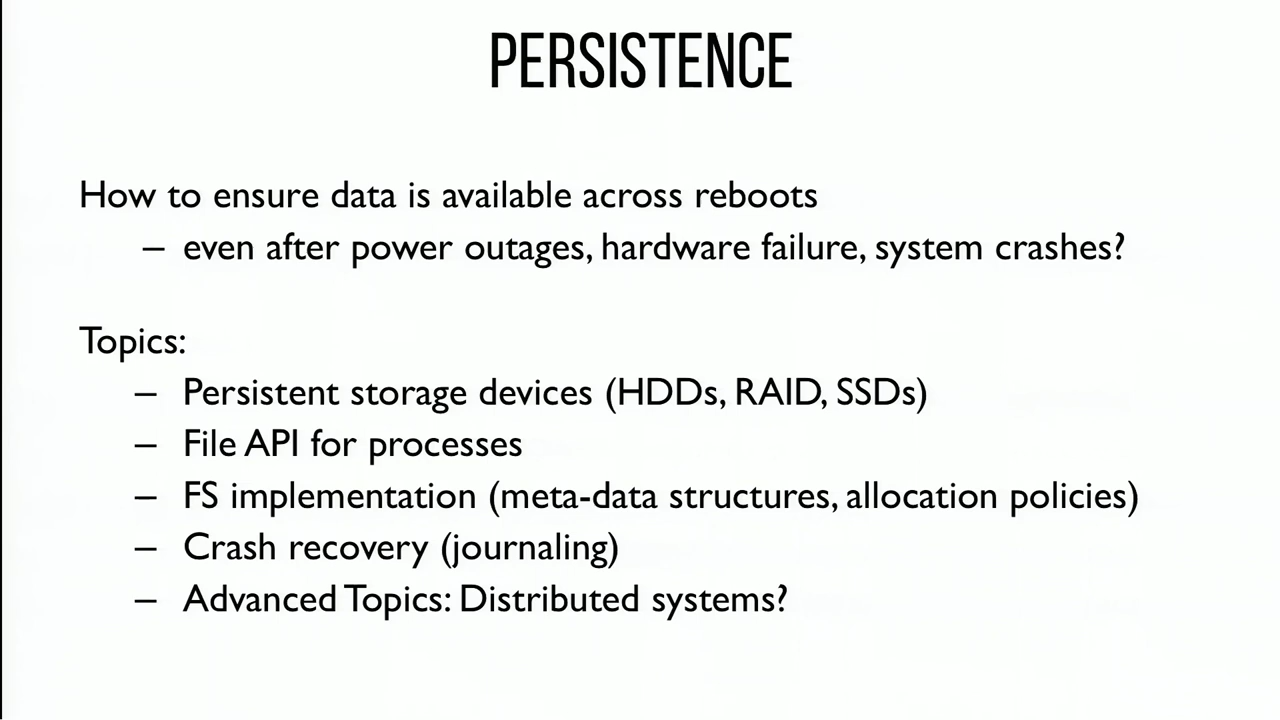 PERSISTENCE
How to ensure data is available across reboots
– even after power outages, hardware failure, system crashes?
Topics:
– Persistent storage devices (HDDs, RAID, SSDs)
– File API for processes
– FS implementation (meta-data structures, allocation policies)
– Crash recovery (journaling)
– Advanced Topics: Distributed systems?